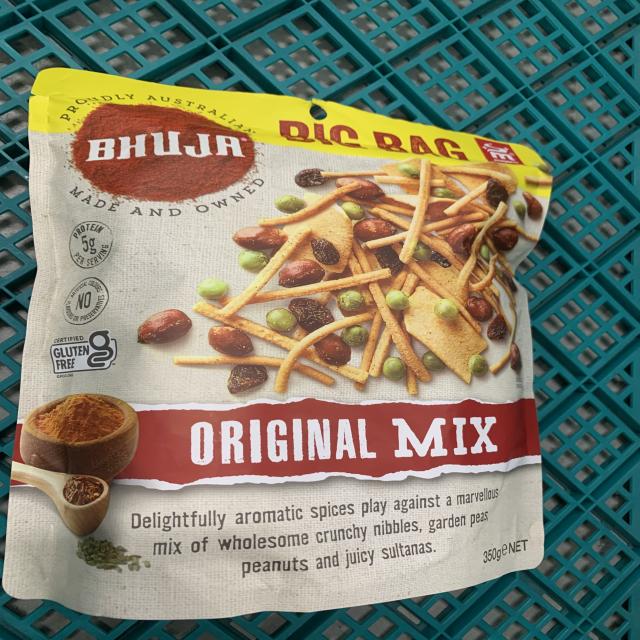 PROUDLY AUSTRALIAN
BHUJA
MADE AND OWNED
BIG BAG
PROTEIN
5g
PER SERVING
NO
CERTIFIED
GLUTEN
FREE
ORIGINAL MIX
Delightfully aromatic spices play against a marvellous
mix of wholesome crunchy nibbles, garden peas
peanuts and juicy sultanas.
350g℮ NET